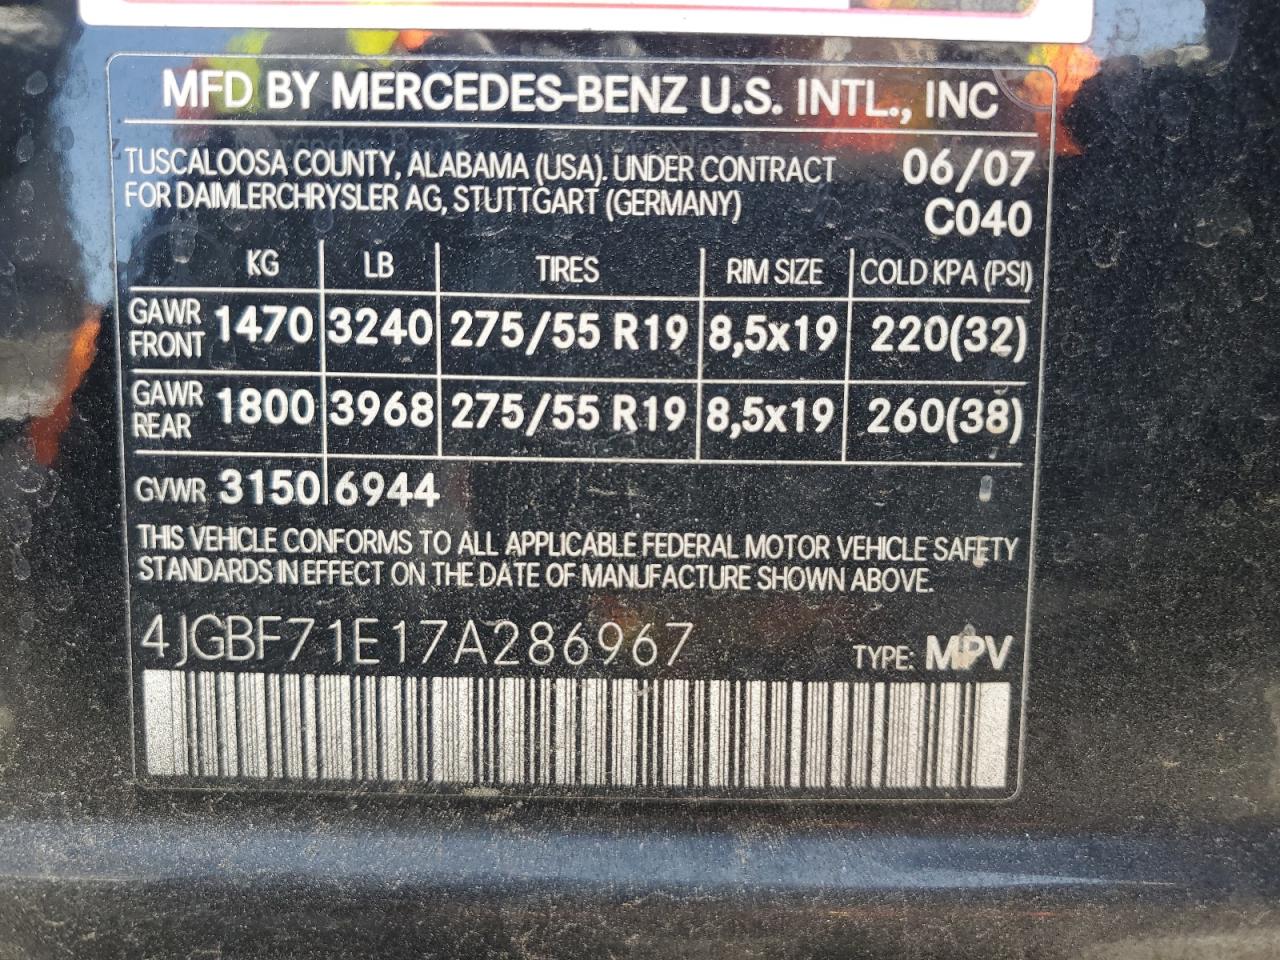 MFD BY MERCEDES-BENZ U.S. INTL., INC
TUSCALOOSA COUNTY, ALABAMA (USA). UNDER CONTRACT 06/07
FOR DAIMLERCHRYSLER AG, STUTTGART (GERMANY) C040
KG LB TIRES RIM SIZE COLD KPA (PSI)
GAWR FRONT 1470 3240 275/55 R19 8,5x19 220(32)
GAWR REAR 1800 3968 275/55 R19 8,5x19 260(38)
GVWR 3150 6944
THIS VEHICLE CONFORMS TO ALL APPLICABLE FEDERAL MOTOR VEHICLE SAFETY
STANDARDS IN EFFECT ON THE DATE OF MANUFACTURE SHOWN ABOVE.
4JGBF71E17A286967 TYPE: MPV